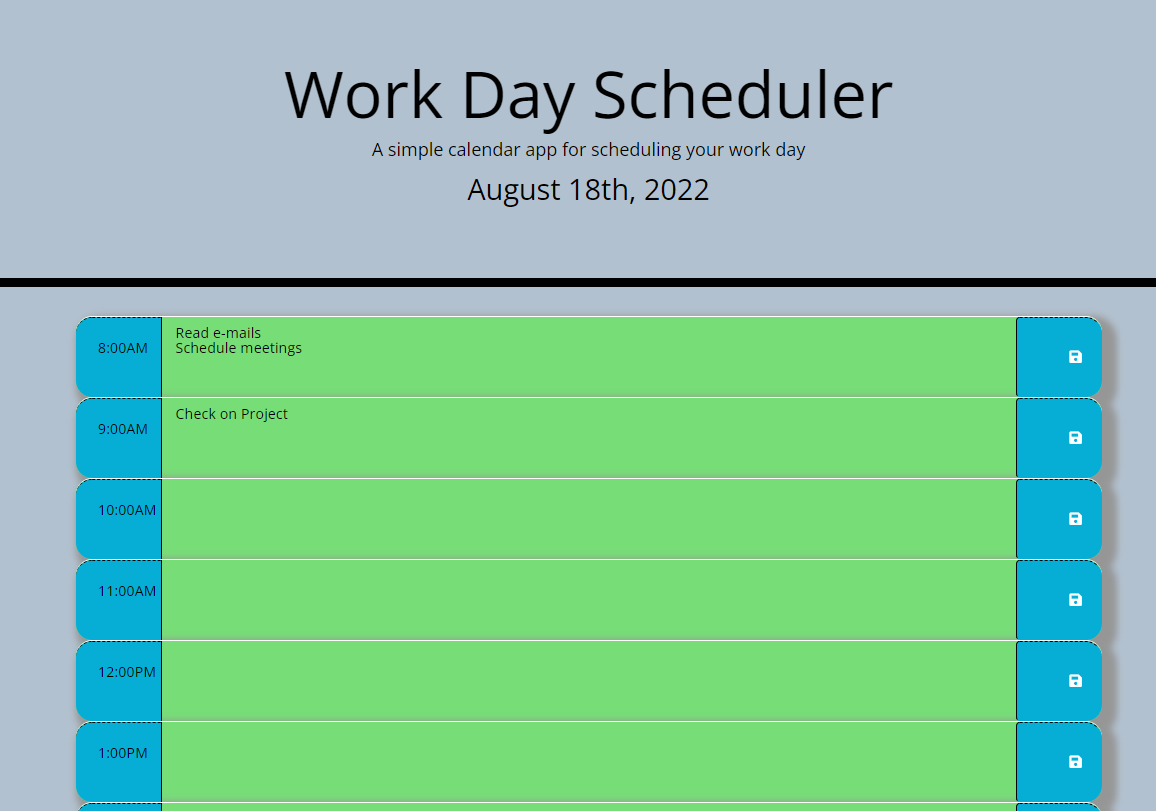 Work Day Scheduler
A simple calendar app for scheduling your work day
August 18th, 2022
8:00AM
Read e-mails
Schedule meetings
9:00AM
Check on Project
10:00AM
11:00AM
12:00PM
1:00PM